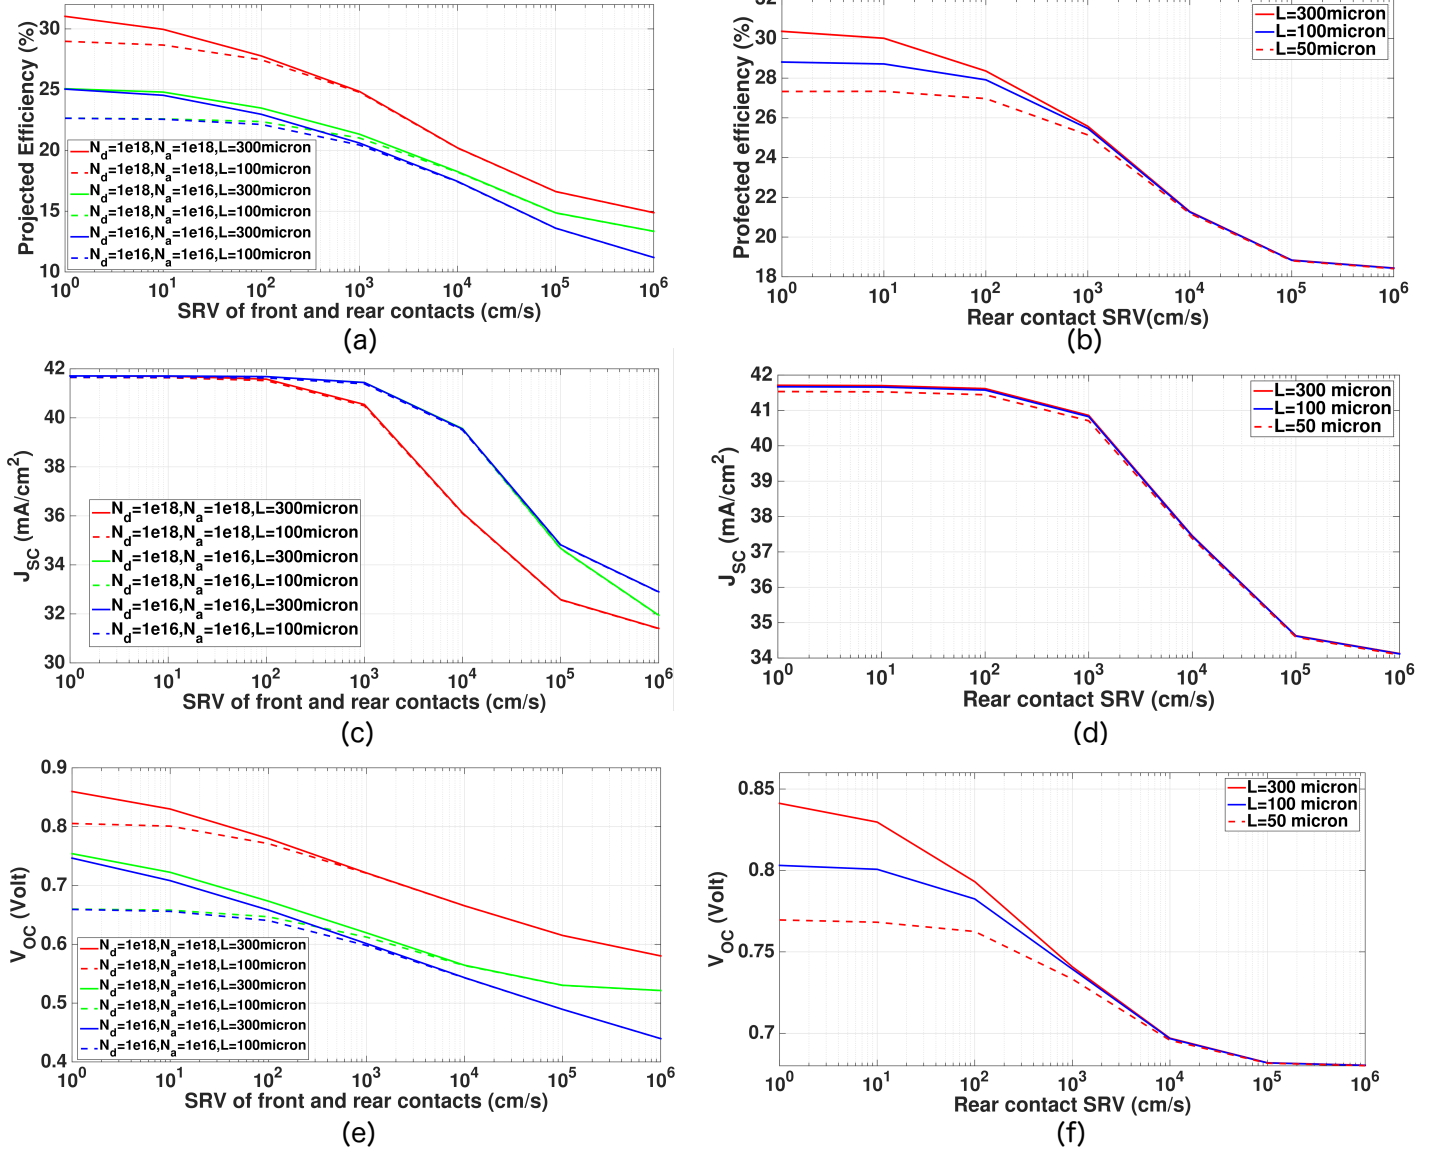 Projected Efficiency (%)
30
25
20
15
10
N_d=1e18,N_a=1e18,L=300micron
N_d=1e18,N_a=1e18,L=100micron
N_d=1e18,N_a=1e16,L=300micron
N_d=1e18,N_a=1e16,L=100micron
N_d=1e16,N_a=1e16,L=300micron
N_d=1e16,N_a=1e16,L=100micron
10^0 10^1 10^2 10^3 10^4 10^5 10^6
SRV of front and rear contacts (cm/s)
(a)
Profected efficiency (%)
32
30
28
26
24
22
20
18
L=300micron
L=100micron
L=50micron
10^0 10^1 10^2 10^3 10^4 10^5 10^6
Rear contact SRV(cm/s)
(b)
J_SC (mA/cm^2)
42
40
38
36
34
32
30
N_d=1e18,N_a=1e18,L=300micron
N_d=1e18,N_a=1e18,L=100micron
N_d=1e18,N_a=1e16,L=300micron
N_d=1e18,N_a=1e16,L=100micron
N_d=1e16,N_a=1e16,L=300micron
N_d=1e16,N_a=1e16,L=100micron
10^0 10^1 10^2 10^3 10^4 10^5 10^6
SRV of front and rear contacts (cm/s)
(c)
J_SC (mA/cm^2)
42
41
40
39
38
37
36
35
34
L=300 micron
L=100 micron
L=50 micron
10^0 10^1 10^2 10^3 10^4 10^5 10^6
Rear contact SRV (cm/s)
(d)
V_OC (Volt)
0.9
0.8
0.7
0.6
0.5
0.4
N_d=1e18,N_a=1e18,L=300micron
N_d=1e18,N_a=1e18,L=100micron
N_d=1e18,N_a=1e16,L=300micron
N_d=1e18,N_a=1e16,L=100micron
N_d=1e16,N_a=1e16,L=300micron
N_d=1e16,N_a=1e16,L=100micron
10^0 10^1 10^2 10^3 10^4 10^5 10^6
SRV of front and rear contacts (cm/s)
(e)
V_OC (Volt)
0.85
0.8
0.75
0.7
L=300 micron
L=100 micron
L=50 micron
10^0 10^1 10^2 10^3 10^4 10^5 10^6
Rear contact SRV (cm/s)
(f)